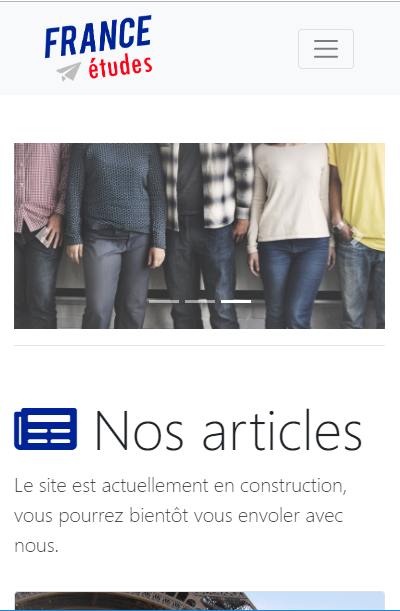 FRANCE
études
Nos articles
Le site est actuellement en construction,
vous pourrez bientôt vous envoler avec
nous.